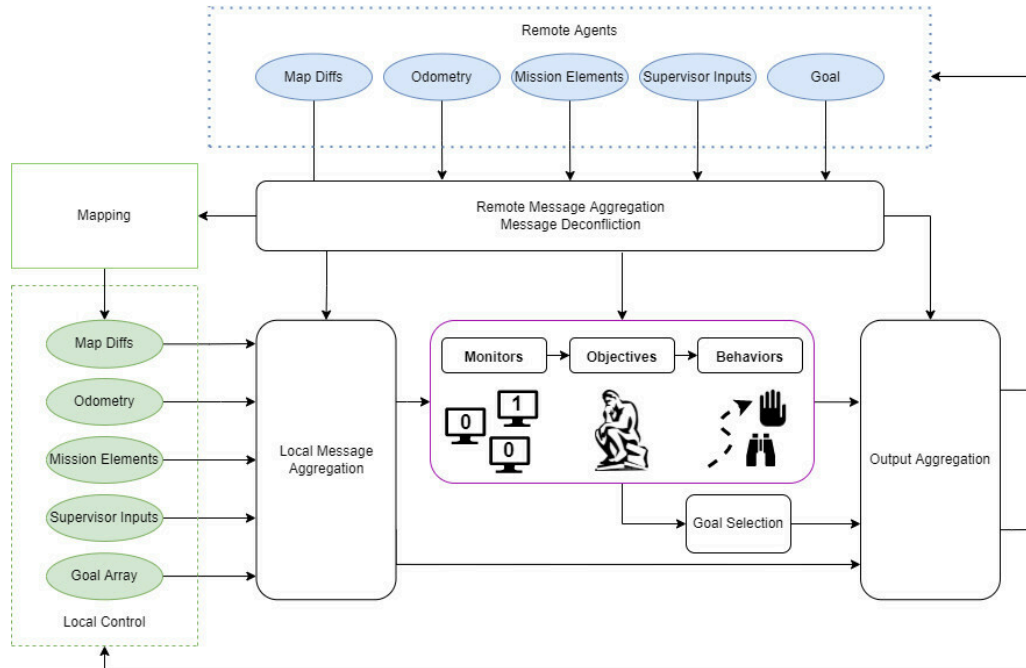 Remote Agents
Map Diffs
Odometry
Mission Elements
Supervisor Inputs
Goal
Remote Message Aggregation
Message Deconfliction
Mapping
Map Diffs
Odometry
Mission Elements
Supervisor Inputs
Goal Array
Local Control
Local Message
Aggregation
Monitors
Objectives
Behaviors
0
1
0
Goal Selection
Output Aggregation